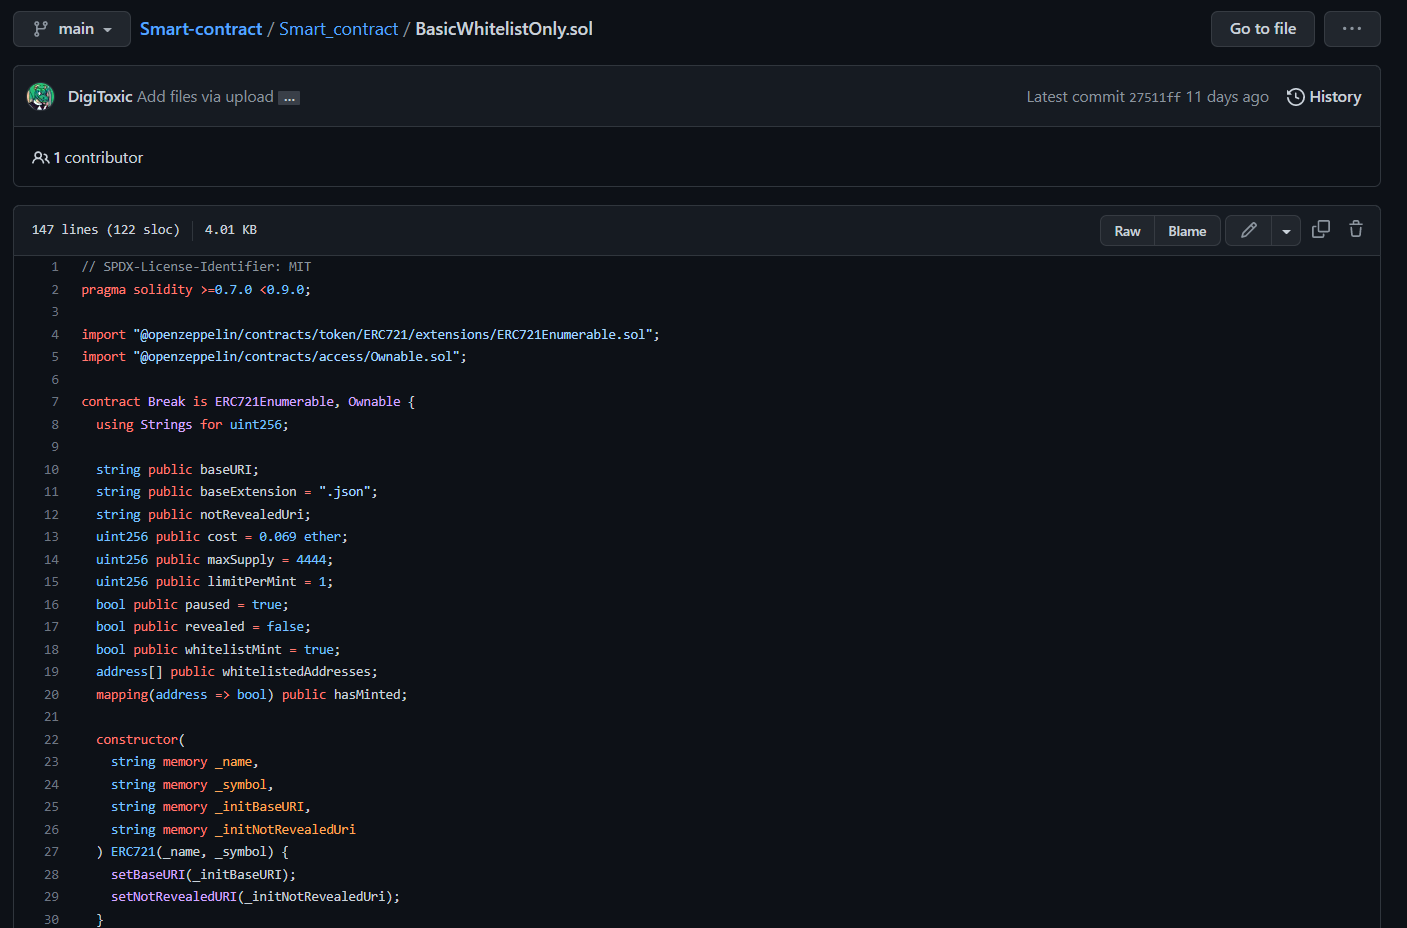 main Smart-contract / Smart_contract / BasicWhitelistOnly.sol Go to file ...
DigiToxic Add files via upload ... Latest commit 27511ff 11 days ago History
1 contributor
147 lines (122 sloc) 4.01 KB Raw Blame
1 // SPDX-License-Identifier: MIT
2 pragma solidity >=0.7.0 <0.9.0;
3
4 import "@openzeppelin/contracts/token/ERC721/extensions/ERC721Enumerable.sol";
5 import "@openzeppelin/contracts/access/Ownable.sol";
6
7 contract Break is ERC721Enumerable, Ownable {
8 using Strings for uint256;
9
10 string public baseURI;
11 string public baseExtension = ".json";
12 string public notRevealedUri;
13 uint256 public cost = 0.069 ether;
14 uint256 public maxSupply = 4444;
15 uint256 public limitPerMint = 1;
16 bool public paused = true;
17 bool public revealed = false;
18 bool public whitelistMint = true;
19 address[] public whitelistedAddresses;
20 mapping(address => bool) public hasMinted;
21
22 constructor(
23 string memory _name,
24 string memory _symbol,
25 string memory _initBaseURI,
26 string memory _initNotRevealedUri
27 ) ERC721(_name, _symbol) {
28 setBaseURI(_initBaseURI);
29 setNotRevealedURI(_initNotRevealedUri);
30 }